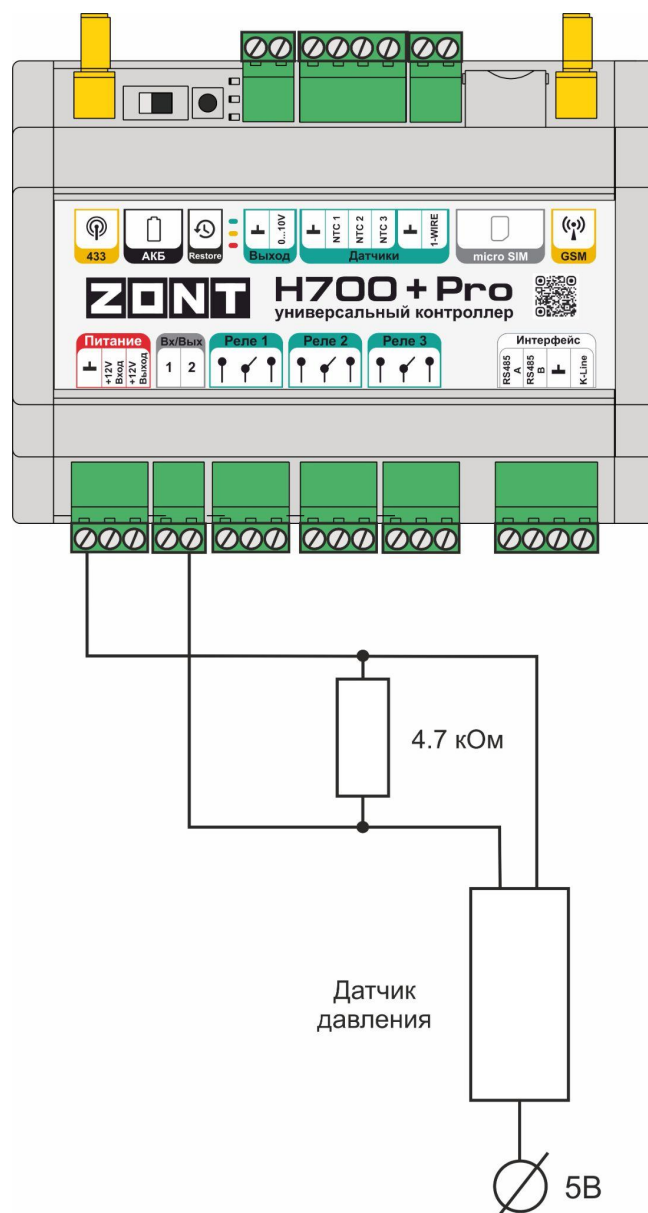 433
АКБ
Restore
Выход
0...10V
Датчики
NTC 1
NTC 2
NTC 3
1-WIRE
micro SIM
GSM
ZONT
H700+Pro
универсальный контроллер
Питание
+12V Вход
+12V Выход
Вх/Вых
1 2
Реле 1
Реле 2
Реле 3
Интерфейс
RS485 A
RS485 B
K-Line
4.7 кОм
Датчик
давления
5В